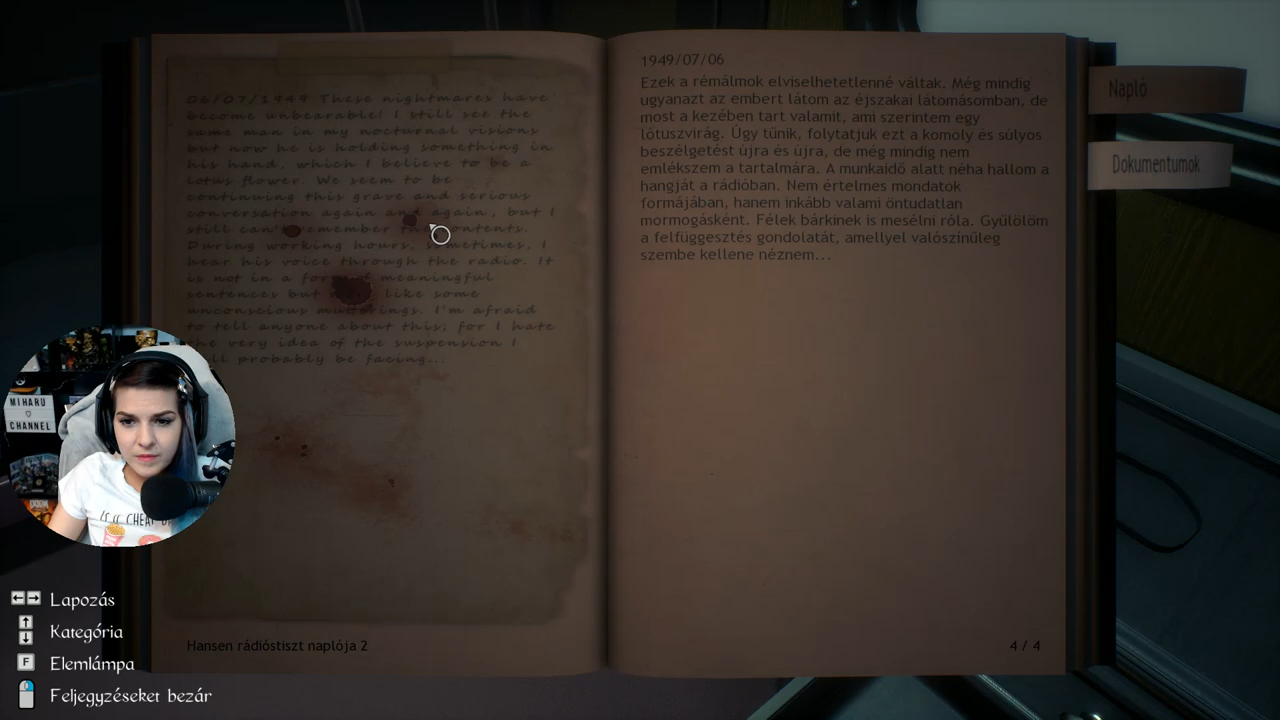 06/07/1949 These nightmares have
become unbearable! I still see the
same man in my nocturnal visions
but now he is holding something in
his hand, which I believe to be a
lotus flower. We seem to be
continuing this grave and serious
conversation again and again, but I
still can't remember
During working hours, sometimes, I
hear his voice through the radio. It
is not in a form of meaningful
sentences but like some
unconscious mutterings. I'm afraid
to tell anyone about this; for I hate
the very idea of the suspension I
probably be facing...
Hansen rádióstiszt naplója 2
1949/07/06
Ezek a rémálmok elviselhetetlenné váltak. Még mindig
ugyanazt az embert látom az éjszakai látomásomban, de
most a kezében tart valamit, ami szerintem egy
lótuszvirág. Úgy tűnik, folytatjuk ezt a komoly és súlyos
beszélgetést újra és újra, de még mindig nem
emlékszem a tartalmára. A munkaidő alatt néha hallom a
hangját a rádióban. Nem értelmes mondatok
formájában, hanem inkább valami öntudatlan
mormogásként. Félek bárkinek is mesélni róla. Gyűlölöm
a felfüggesztés gondolatát, amellyel valószínűleg
szembe kellene néznem...
4 / 4
Napló
Dokumentumok
MIHARU
CHANNEL
Lapozás
Kategória
F Elemlámpa
Feljegyzéseket bezár